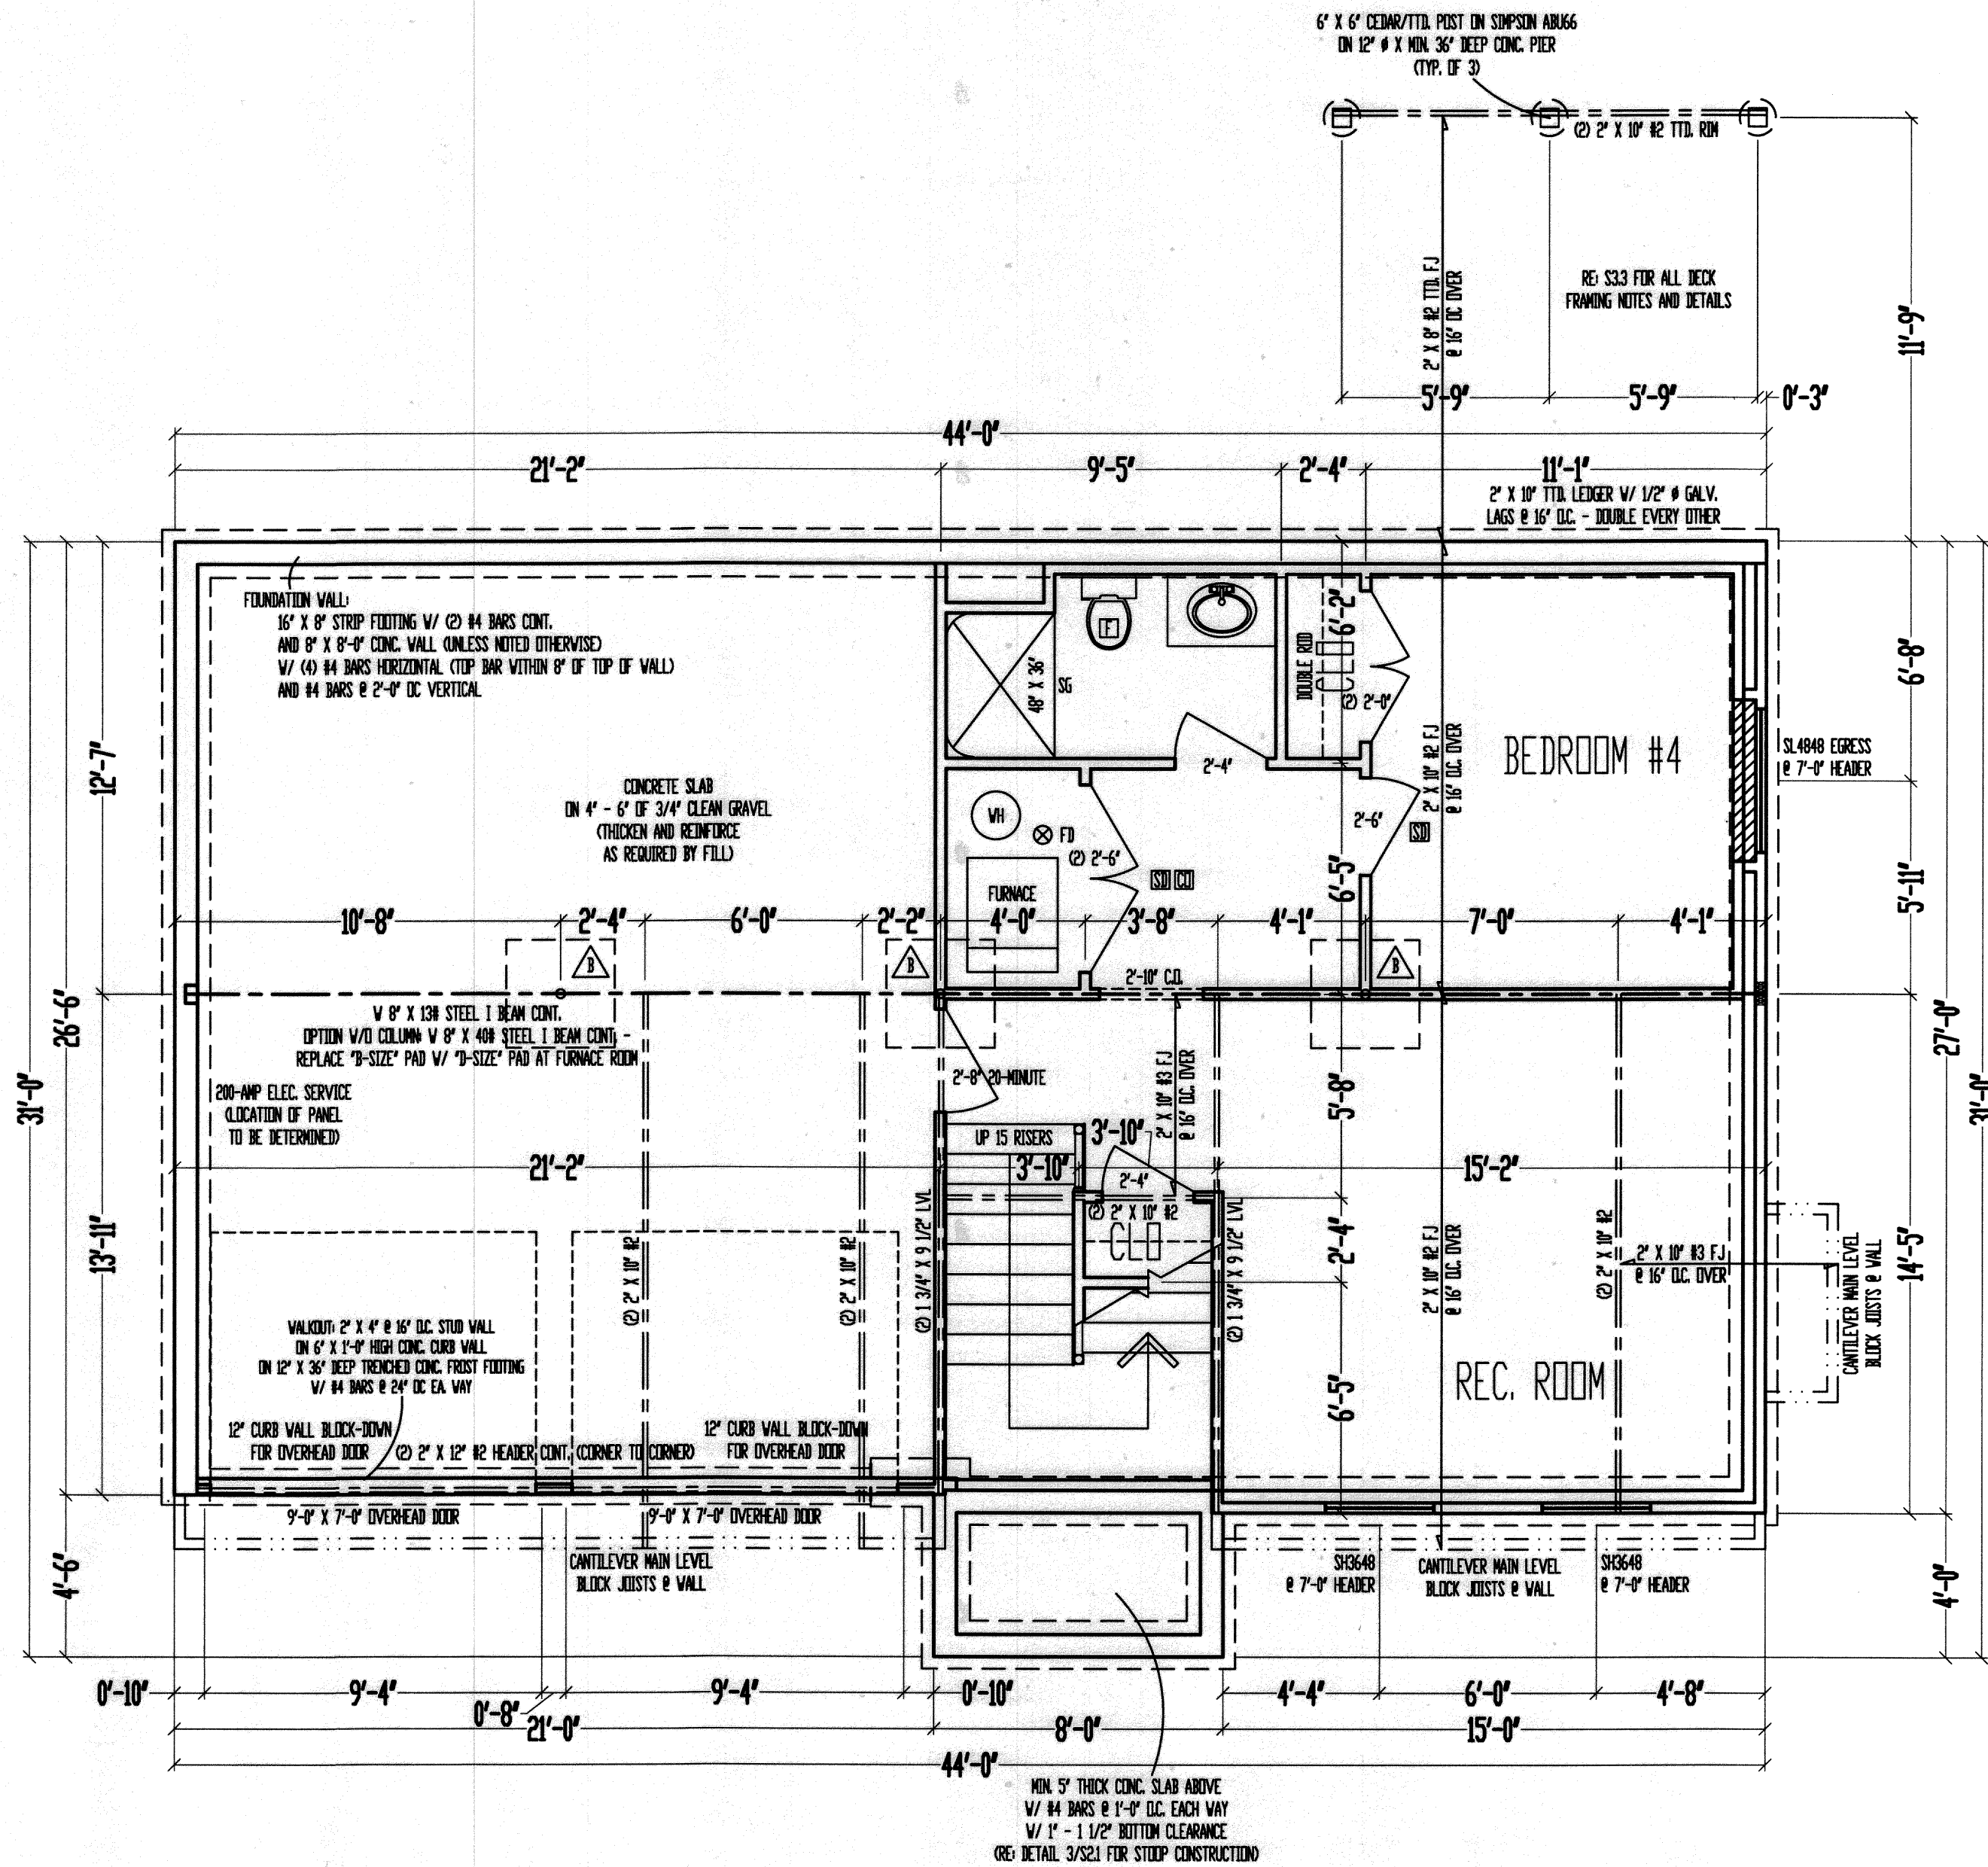 6" X 6" CEDAR/TTD. POST ON SIMPSON ABU66
ON 12" ø X MIN. 36" DEEP CONC. PIER
(TYP. OF 3)
(2) 2" X 10" #2 TTD. RIM
2" X 8" #2 TTD. FJ
@ 16" OC OVER
RE: S3.3 FOR ALL DECK
FRAMING NOTES AND DETAILS
11'-9"
5'-9"
5'-9"
0'-3"
44'-0"
21'-2"
9'-5"
2'-4"
11'-1"
2" X 10" TTD. LEDGER W/ 1/2" ø GALV.
LAGS @ 16" O.C. - DOUBLE EVERY OTHER
FOUNDATION WALL:
16" X 8" STRIP FOOTING W/ (2) #4 BARS CONT.
AND 8" X 8'-0" CONC. WALL (UNLESS NOTED OTHERWISE)
W/ (4) #4 BARS HORIZONTAL (TOP BAR WITHIN 8" OF TOP OF WALL)
AND #4 BARS @ 2'-0" OC VERTICAL
F
48" X 36"
SG
DOUBLE ROD
6'-2"
(2) 2'-0"
6'-8"
12'-7"
2'-4"
2" X 10" #2 FJ
@ 16" O.C. OVER
BEDROOM #4
SL4848 EGRESS
@ 7'-0" HEADER
CONCRETE SLAB
ON 4" - 6" OF 3/4" CLEAN GRAVEL
(THICKEN AND REINFORCE
AS REQUIRED BY FILL)
WH
FD
(2) 2'-6"
2'-6"
SD
SD CO
FURNACE
6'-5"
5'-11"
10'-8"
2'-4"
6'-0"
2'-2"
4'-0"
3'-8"
4'-1"
7'-0"
4'-1"
B
B
B
2'-10" C.O.
26'-6"
31'-0"
27'-0"
31'-0"
W 8" X 13# STEEL I BEAM CONT.
OPTION W/O COLUMN: W 8" X 40# STEEL I BEAM CONT. -
REPLACE "B-SIZE" PAD W/ "D-SIZE" PAD AT FURNACE ROOM
2'-8" 20-MINUTE
2" X 10" #3 FJ
@ 16" O.C. OVER
5'-8"
200-AMP ELEC. SERVICE
(LOCATION OF PANEL
TO BE DETERMINED)
UP 15 RISERS
3'-10"
21'-2"
3'-10"
2'-4"
15'-2"
(2) 2" X 10" #2
CLO
13'-11"
(2) 2" X 10" #2
(2) 2" X 10" #2
(2) 1 3/4" X 9 1/2" LVL
(2) 1 3/4" X 9 1/2" LVL
2'-4"
2" X 10" #2 FJ
@ 16" O.C. OVER
(2) 2" X 10" #2
2" X 10" #3 FJ
@ 16" O.C. OVER
CANTILEVER MAIN LEVEL
BLOCK JOISTS @ WALL
14'-5"
WALKOUT: 2" X 4" @ 16" O.C. STUD WALL
ON 6" X 1'-0" HIGH CONC. CURB WALL
ON 12" X 36" DEEP TRENCHED CONC. FROST FOOTING
W/ #4 BARS @ 24" OC EA. WAY
REC. ROOM
6'-5"
12" CURB WALL BLOCK-DOWN
FOR OVERHEAD DOOR
(2) 2" X 12" #2 HEADER CONT. (CORNER TO CORNER)
12" CURB WALL BLOCK-DOWN
FOR OVERHEAD DOOR
9'-0" X 7'-0" OVERHEAD DOOR
9'-0" X 7'-0" OVERHEAD DOOR
4'-6"
CANTILEVER MAIN LEVEL
BLOCK JOISTS @ WALL
SH3648
@ 7'-0" HEADER
CANTILEVER MAIN LEVEL
BLOCK JOISTS @ WALL
SH3648
@ 7'-0" HEADER
4'-0"
0'-10"
9'-4"
0'-8"
9'-4"
0'-10"
4'-4"
6'-0"
4'-8"
21'-0"
8'-0"
15'-0"
44'-0"
MIN. 5" THICK CONC. SLAB ABOVE
W/ #4 BARS @ 1'-0" O.C. EACH WAY
W/ 1" - 1 1/2" BOTTOM CLEARANCE
(RE: DETAIL 3/S2.1 FOR STOOP CONSTRUCTION)